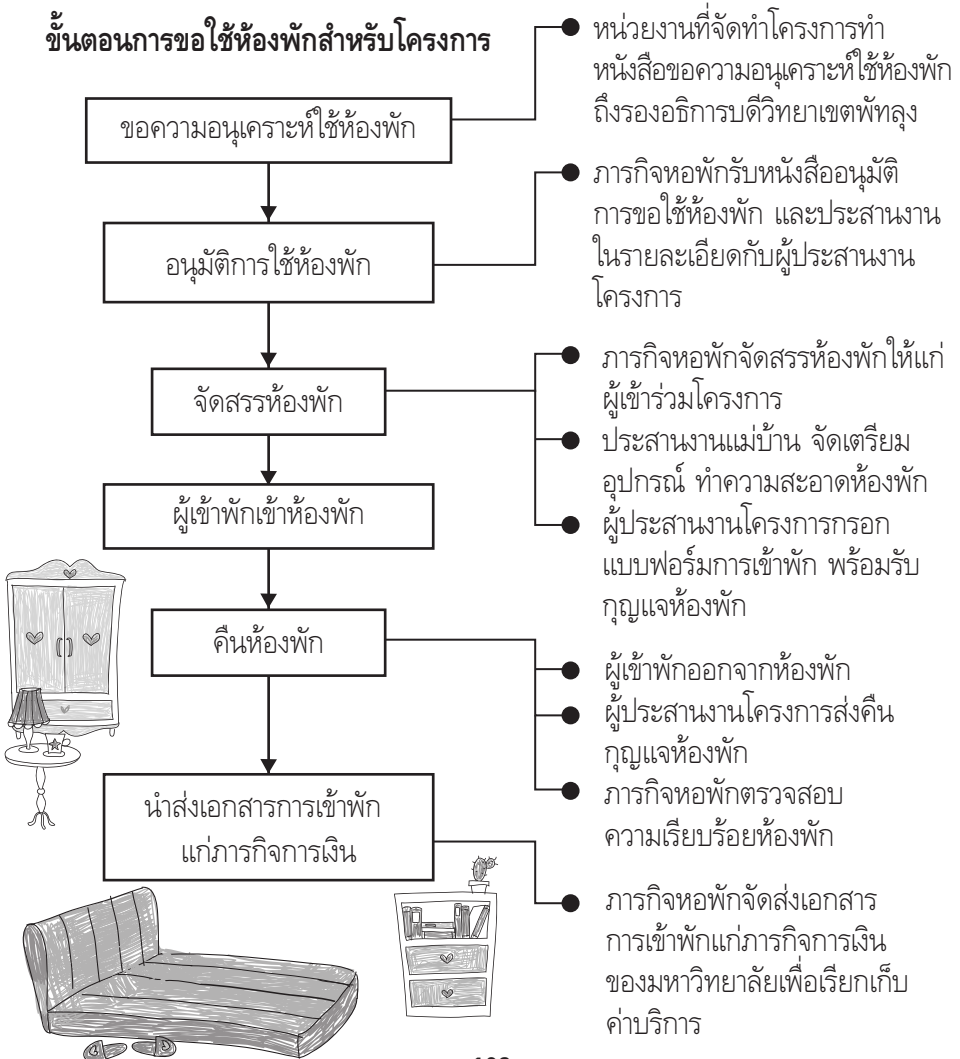 ขั้นตอนการขอใช้ห้องพักสำหรับโครงการ
ขอความอนุเคราะห์ใช้ห้องพัก
หน่วยงานที่จัดทำโครงการทำ
หนังสือขอความอนุเคราะห์ใช้ห้องพัก
ถึงรองอธิการบดีวิทยาเขตพัทลุง
อนุมัติการใช้ห้องพัก
ภารกิจหอพักรับหนังสืออนุมัติ
การขอใช้ห้องพัก และประสานงาน
ในรายละเอียดกับผู้ประสานงาน
โครงการ
จัดสรรห้องพัก
ภารกิจหอพักจัดสรรห้องพักให้แก่
ผู้เข้าร่วมโครงการ
ประสานงานแม่บ้าน จัดเตรียม
อุปกรณ์ ทำความสะอาดห้องพัก
ผู้ประสานงานโครงการกรอก
แบบฟอร์มการเข้าพัก พร้อมรับ
กุญแจห้องพัก
ผู้เข้าพักเข้าห้องพัก
คืนห้องพัก
ผู้เข้าพักออกจากห้องพัก
ผู้ประสานงานโครงการส่งคืน
กุญแจห้องพัก
ภารกิจหอพักตรวจสอบ
ความเรียบร้อยห้องพัก
นำส่งเอกสารการเข้าพัก
แก่ภารกิจการเงิน
ภารกิจหอพักจัดส่งเอกสาร
การเข้าพักแก่ภารกิจการเงิน
ของมหาวิทยาลัยเพื่อเรียกเก็บ
ค่าบริการ